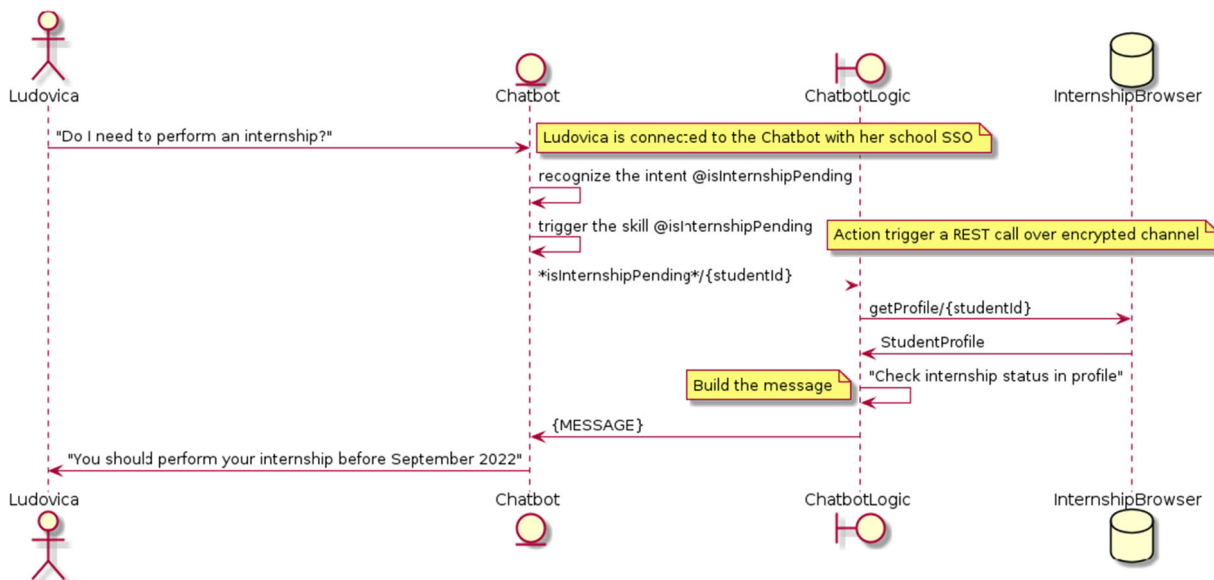 Ludovica
Chatbot
ChatbotLogic
InternshipBrowser
"Do I need to perform an internship?"
Ludovica is connected to the Chatbot with her school SSO
recognize the intent @isInternshipPending
trigger the skill @isInternshipPending
Action trigger a REST call over encrypted channel
*isInternshipPending*/{studentId}
getProfile/{studentId}
StudentProfile
Build the message
"Check internship status in profile"
{MESSAGE}
"You should perform your internship before September 2022"
Ludovica
Chatbot
ChatbotLogic
InternshipBrowser